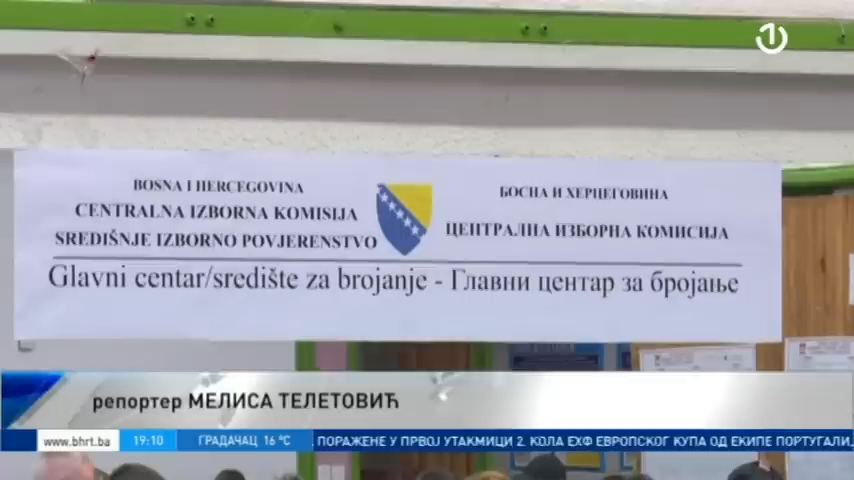 BOSNA I HERCEGOVINA
CENTRALNA IZBORNA KOMISIJA
SREDIŠNJE IZBORNO POVJERENSTVO
БОСНА И ХЕРЦЕГОВИНА
ЦЕНТРАЛНА ИЗБОРНА КОМИСИЈА
Glavni centar/središte za brojanje - Главни центар за бројање
репортер МЕЛИСА ТЕЛЕТОВИЋ
www.bhrt.ba 19:10 ГРАДАЧАЦ 16°C . ПОРАЖЕНЕ У ПРВОЈ УТАКМИЦИ 2. КОЛА ЕХФ ЕВРОПСКОГ КУПА ОД ЕКИПЕ ПОРТУГАЛИ